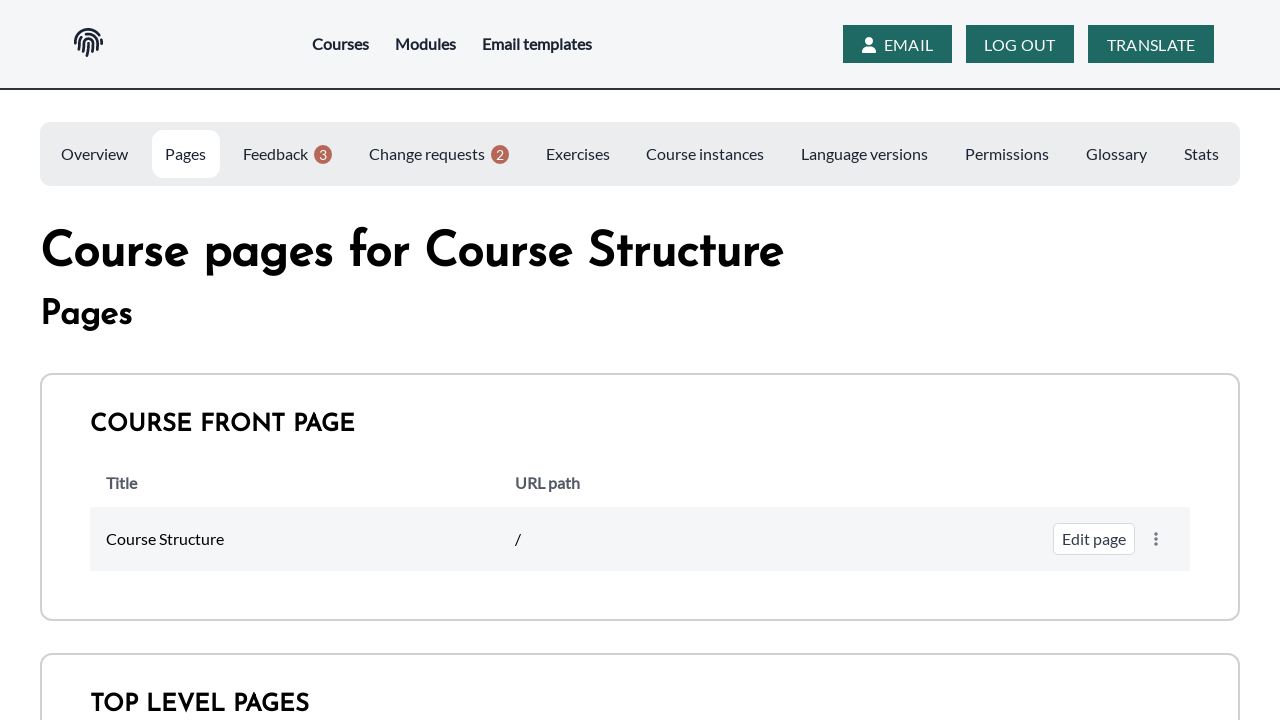 Courses Modules Email templates EMAIL LOG OUT TRANSLATE
Overview Pages Feedback 3 Change requests 2 Exercises Course instances Language versions Permissions Glossary Stats
Course pages for Course Structure
Pages
COURSE FRONT PAGE
Title URL path
Course Structure / Edit page
TOP LEVEL PAGES